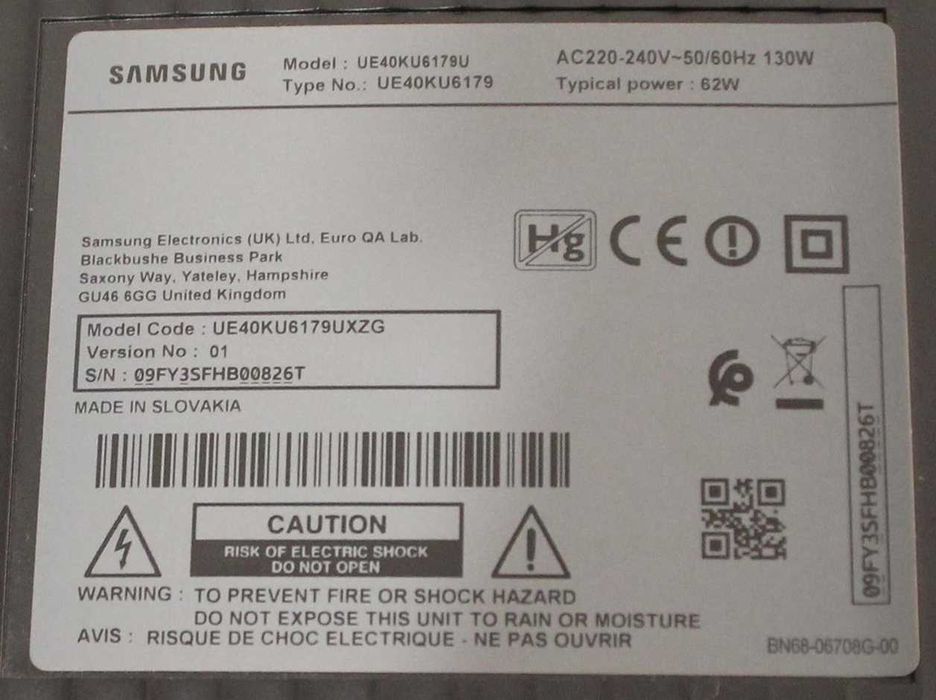 SAMSUNG
Model : UE40KU6179U
Type No.: UE40KU6179
AC220-240V~50/60Hz 130W
Typical power : 62W
Samsung Electronics (UK) Ltd, Euro QA Lab.
Blackbushe Business Park
Saxony Way, Yateley, Hampshire
GU46 6GG United Kingdom
Hg
CE
Model Code : UE40KU6179UXZG
Version No : 01
S/N : 09FY3SFHB00826T
MADE IN SLOVAKIA
09FY3SFHB00826T
CAUTION
RISK OF ELECTRIC SHOCK
DO NOT OPEN
WARNING : TO PREVENT FIRE OR SHOCK HAZARD
DO NOT EXPOSE THIS UNIT TO RAIN OR MOISTURE
AVIS : RISQUE DE CHOC ELECTRIQUE - NE PAS OUVRIR
BN68-06708G-00